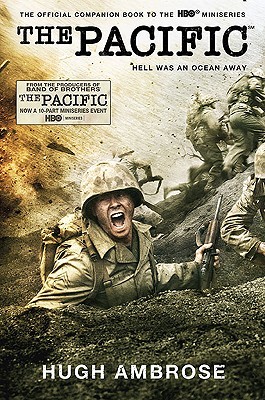 THE OFFICIAL COMPANION BOOK TO THE HBO® MINISERIES
THE PACIFIC℠
HELL WAS AN OCEAN AWAY
FROM THE PRODUCERS OF
BAND OF BROTHERS
THE PACIFIC
NOW A 10-PART MINISERIES EVENT
HBO MINISERIES
HUGH AMBROSE